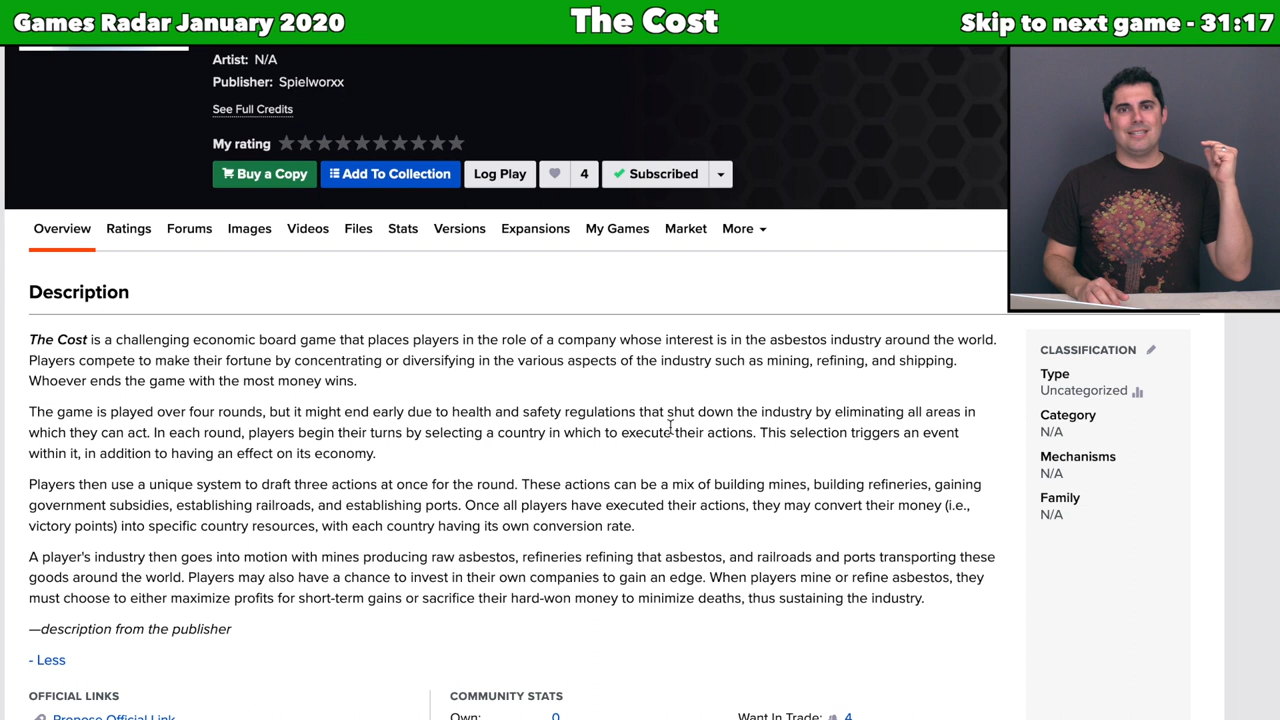 Games Radar January 2020
The Cost
Skip to next game - 31:17
Artist: N/A
Publisher: Spielworxx
See Full Credits
My rating
Buy a Copy
Add To Collection
Log Play
4
Subscribed
Overview
Ratings
Forums
Images
Videos
Files
Stats
Versions
Expansions
My Games
Market
More
Description
The Cost is a challenging economic board game that places players in the role of a company whose interest is in the asbestos industry around the world.
Players compete to make their fortune by concentrating or diversifying in the various aspects of the industry such as mining, refining, and shipping.
Whoever ends the game with the most money wins.
The game is played over four rounds, but it might end early due to health and safety regulations that shut down the industry by eliminating all areas in
which they can act. In each round, players begin their turns by selecting a country in which to execute their actions. This selection triggers an event
within it, in addition to having an effect on its economy.
Players then use a unique system to draft three actions at once for the round. These actions can be a mix of building mines, building refineries, gaining
government subsidies, establishing railroads, and establishing ports. Once all players have executed their actions, they may convert their money (i.e.,
victory points) into specific country resources, with each country having its own conversion rate.
A player's industry then goes into motion with mines producing raw asbestos, refineries refining that asbestos, and railroads and ports transporting these
goods around the world. Players may also have a chance to invest in their own companies to gain an edge. When players mine or refine asbestos, they
must choose to either maximize profits for short-term gains or sacrifice their hard-won money to minimize deaths, thus sustaining the industry.
—description from the publisher
- Less
CLASSIFICATION
Type
Uncategorized
Category
N/A
Mechanisms
N/A
Family
N/A
OFFICIAL LINKS
Propose Official Link
COMMUNITY STATS
Own: 0
Want In Trade: 4